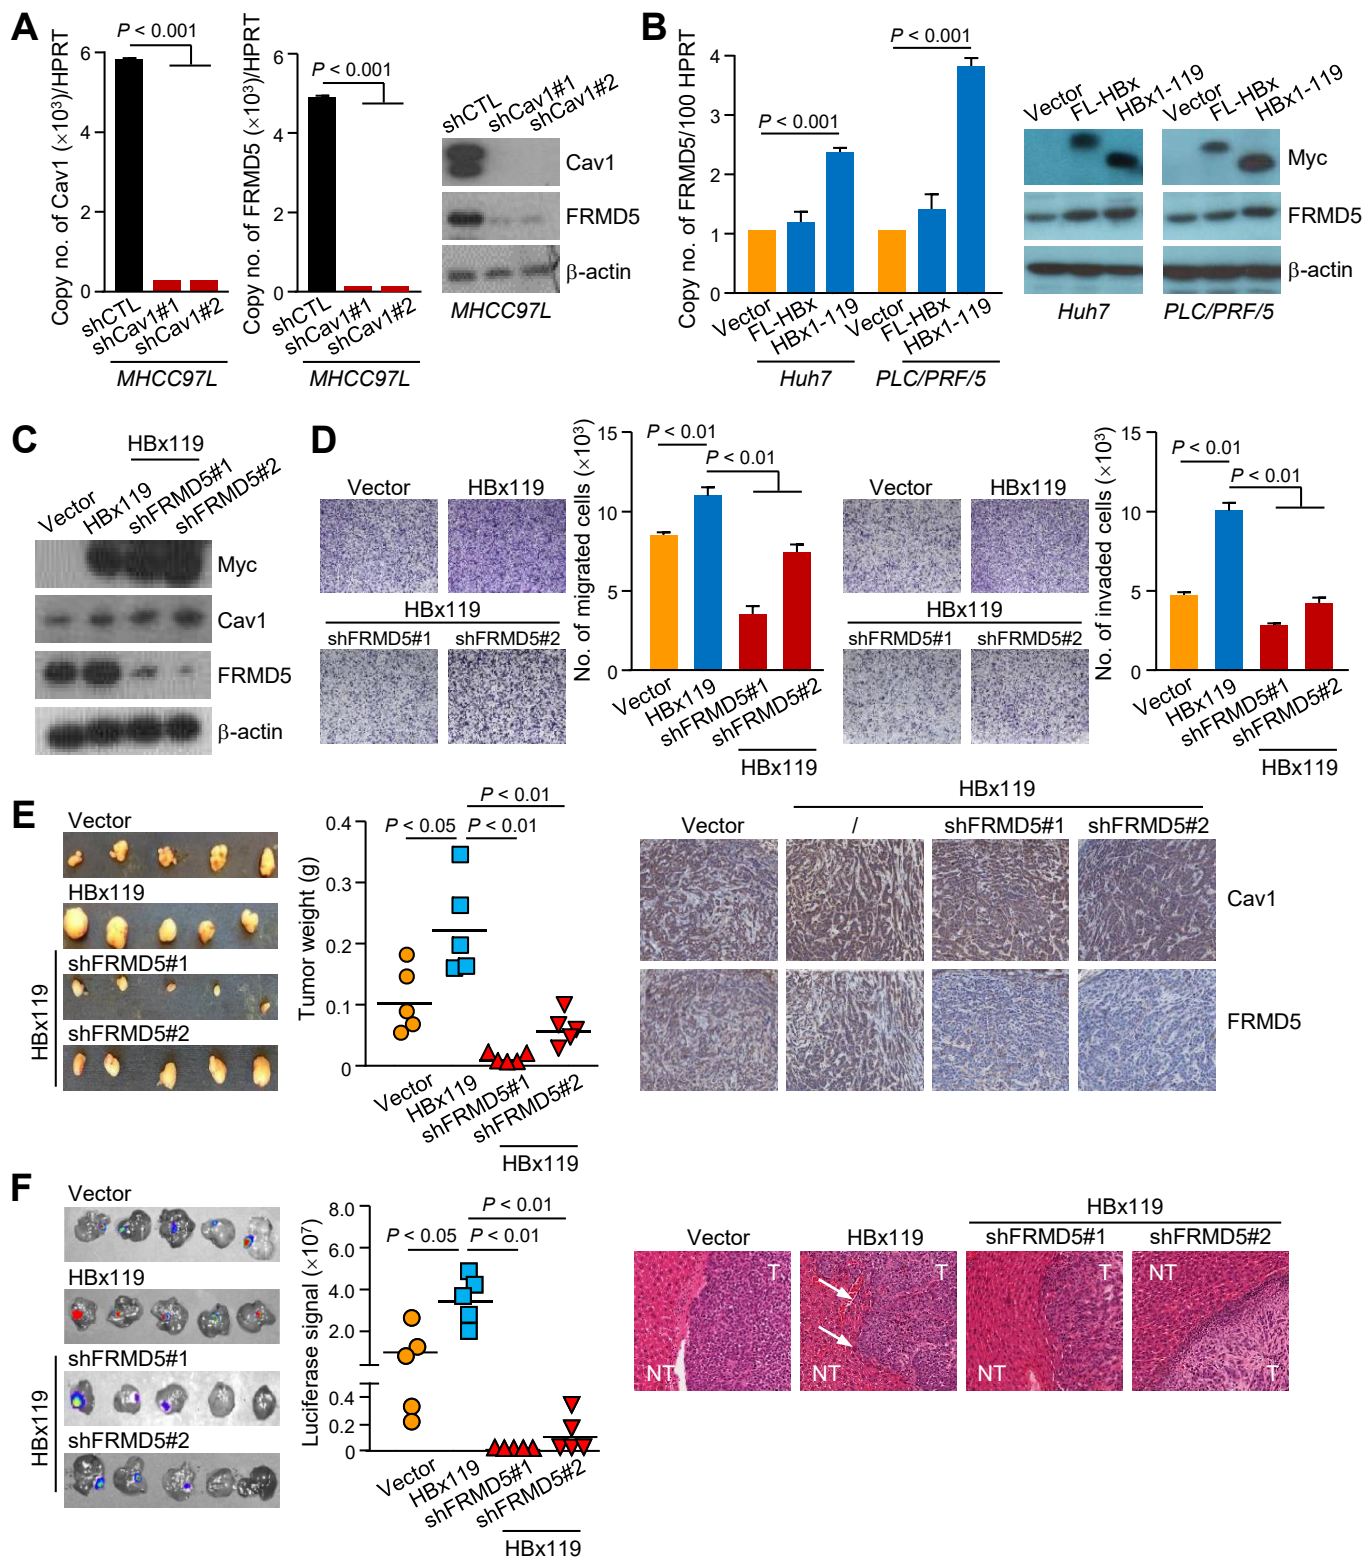 A
Copy no. of Cav1 (×10³)/HPRT
6
4
2
0
P < 0.001
shCTL
shCav1#1
shCav1#2
MHCC97L
Copy no. of FRMD5 (×10³)/HPRT
6
4
2
0
P < 0.001
shCTL
shCav1#1
shCav1#2
MHCC97L
shCTL
shCav1#1
shCav1#2
Cav1
FRMD5
β-actin
MHCC97L
B
Copy no. of FRMD5/100 HPRT
4
3
2
1
0
P < 0.001
P < 0.001
Vector
FL-HBx
HBx1-119
Vector
FL-HBx
HBx1-119
Huh7
PLC/PRF/5
Vector
FL-HBx
HBx1-119
Vector
FL-HBx
HBx1-119
Myc
FRMD5
β-actin
Huh7
PLC/PRF/5
C
HBx119
Vector
HBx119
shFRMD5#1
shFRMD5#2
Myc
Cav1
FRMD5
β-actin
D
Vector
HBx119
HBx119
shFRMD5#1
shFRMD5#2
No. of migrated cells (×10³)
15
10
5
0
P < 0.01
P < 0.01
Vector
HBx119
shFRMD5#1
shFRMD5#2
HBx119
Vector
HBx119
HBx119
shFRMD5#1
shFRMD5#2
No. of invaded cells (×10³)
15
10
5
0
P < 0.01
P < 0.01
Vector
HBx119
shFRMD5#1
shFRMD5#2
HBx119
E
Vector
HBx119
shFRMD5#1
shFRMD5#2
HBx119
Tumor weight (g)
0.4
0.3
0.2
0.1
0
P < 0.01
P < 0.05
P < 0.01
Vector
HBx119
shFRMD5#1
shFRMD5#2
HBx119
HBx119
Vector
/
shFRMD5#1
shFRMD5#2
Cav1
FRMD5
F
Vector
HBx119
shFRMD5#1
shFRMD5#2
HBx119
Luciferase signal (×10⁷)
8.0
6.0
4.0
2.0
0.4
0.2
0
P < 0.01
P < 0.05
P < 0.01
Vector
HBx119
shFRMD5#1
shFRMD5#2
HBx119
HBx119
Vector
HBx119
shFRMD5#1
shFRMD5#2
T
NT
T
NT
T
NT
NT
T